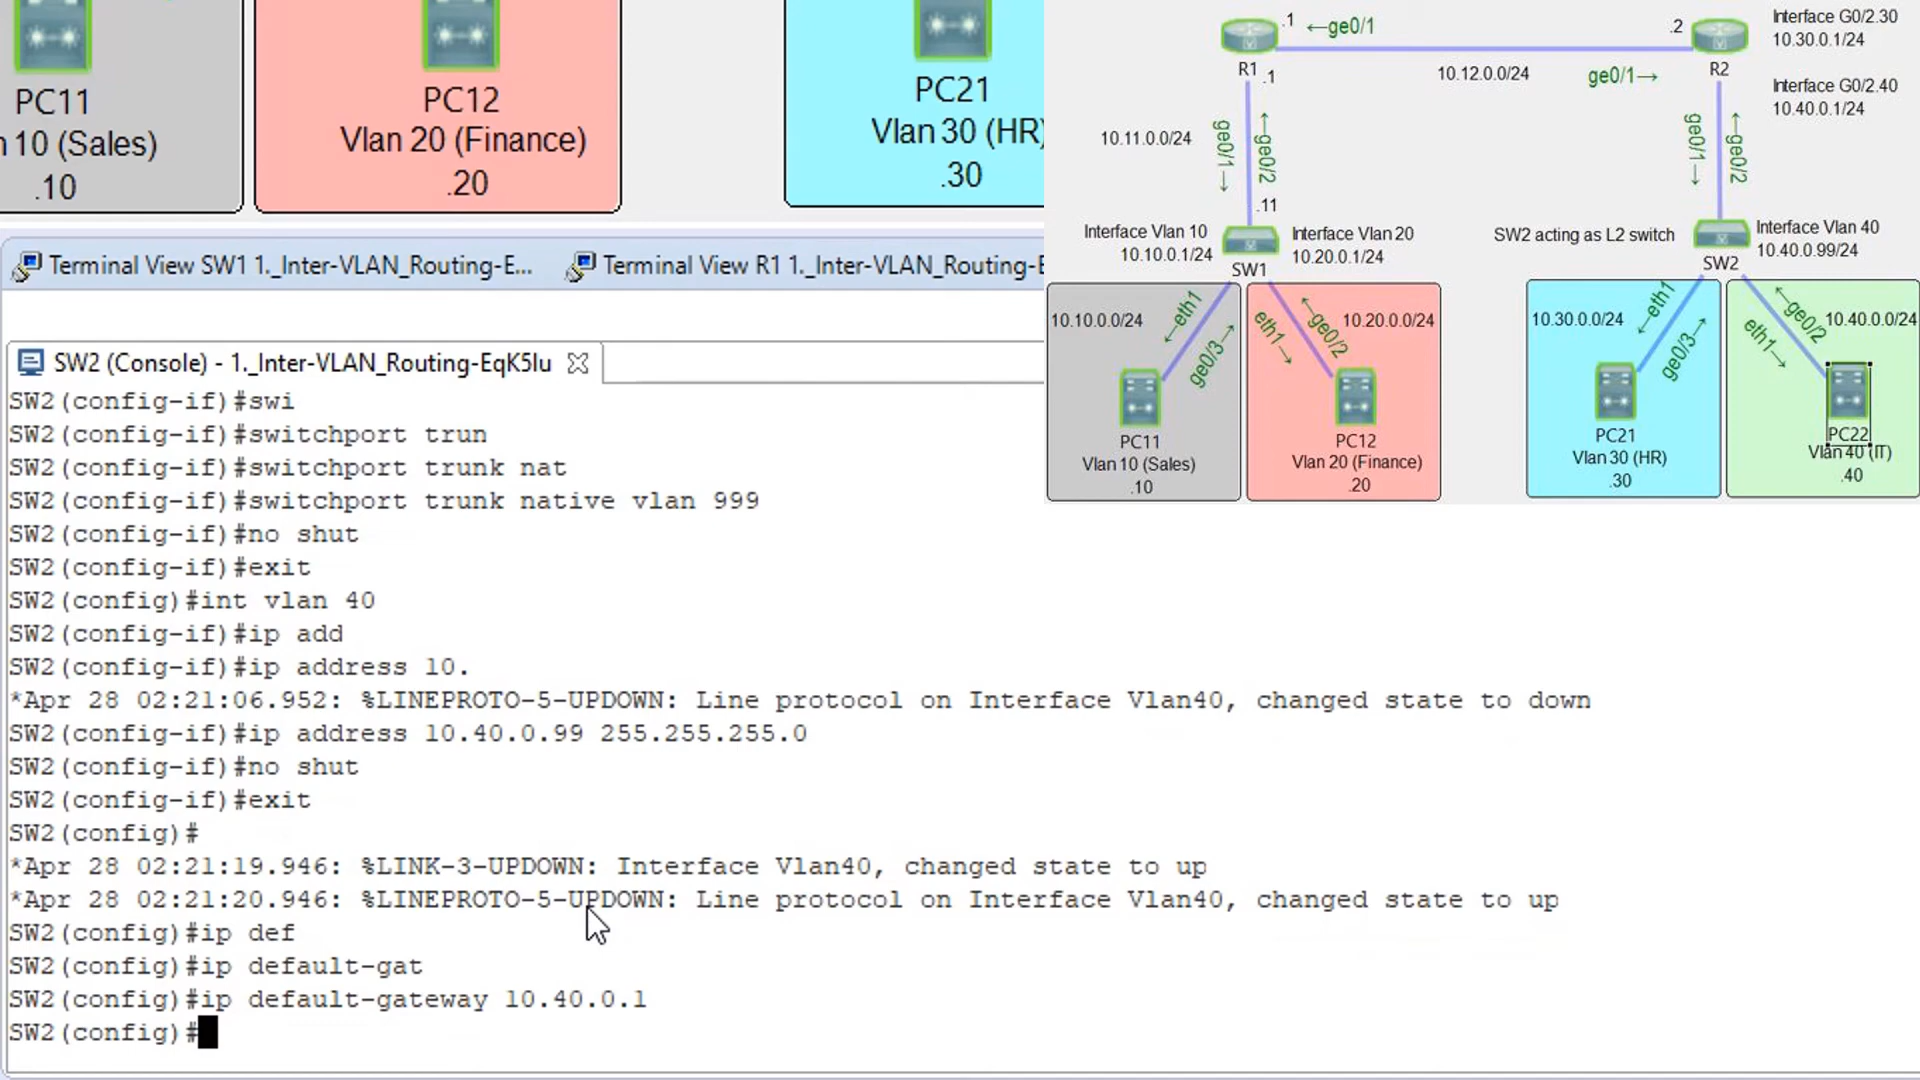 PC11
n 10 (Sales)
.10
PC12
Vlan 20 (Finance)
.20
PC21
Vlan 30 (HR)
.30
Terminal View SW1 1._Inter-VLAN_Routing-E...
Terminal View R1 1._Inter-VLAN_Routing-E
SW2 (Console) - 1._Inter-VLAN_Routing-EqK5lu
SW2(config-if)#swi
SW2(config-if)#switchport trun
SW2(config-if)#switchport trunk nat
SW2(config-if)#switchport trunk native vlan 999
SW2(config-if)#no shut
SW2(config-if)#exit
SW2(config)#int vlan 40
SW2(config-if)#ip add
SW2(config-if)#ip address 10.
*Apr 28 02:21:06.952: %LINEPROTO-5-UPDOWN: Line protocol on Interface Vlan40, changed state to down
SW2(config-if)#ip address 10.40.0.99 255.255.255.0
SW2(config-if)#no shut
SW2(config-if)#exit
SW2(config)#
*Apr 28 02:21:19.946: %LINK-3-UPDOWN: Interface Vlan40, changed state to up
*Apr 28 02:21:20.946: %LINEPROTO-5-UPDOWN: Line protocol on Interface Vlan40, changed state to up
SW2(config)#ip def
SW2(config)#ip default-gat
SW2(config)#ip default-gateway 10.40.0.1
SW2(config)#
.1
←ge0/1
R1
.1
10.12.0.0/24
.2
ge0/1→
R2
Interface G0/2.30
10.30.0.1/24
Interface G0/2.40
10.40.0.1/24
10.11.0.0/24
ge0/1→
←ge0/2
.11
ge0/1→
←ge0/2
Interface Vlan 10
10.10.0.1/24
SW1
Interface Vlan 20
10.20.0.1/24
SW2 acting as L2 switch
SW2
Interface Vlan 40
10.40.0.99/24
10.10.0.0/24
←eth1
ge0/3→
PC11
Vlan 10 (Sales)
.10
eth1→
←ge0/2
10.20.0.0/24
PC12
Vlan 20 (Finance)
.20
10.30.0.0/24
←eth1
ge0/3→
PC21
Vlan 30 (HR)
.30
eth1→
←ge0/2
10.40.0.0/24
PC22
Vlan 40 (IT)
.40